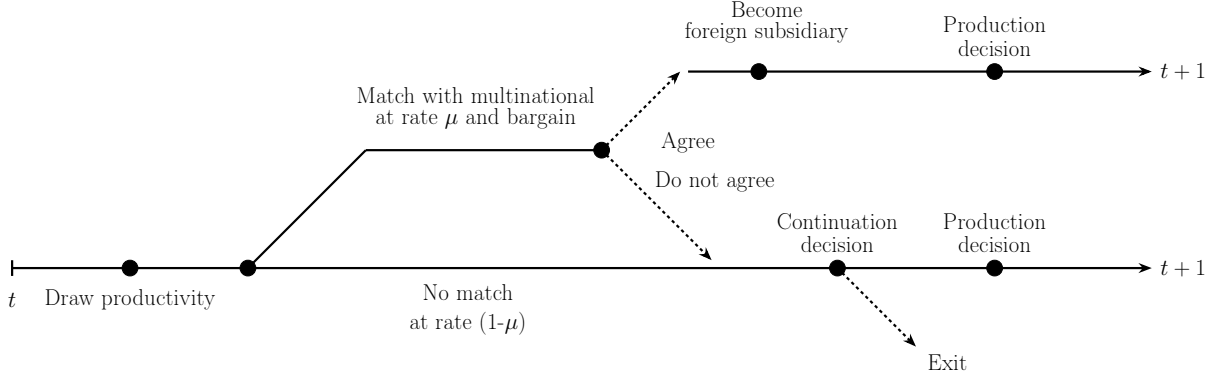 Become
foreign subsidiary
Production
decision
t + 1
Match with multinational
at rate μ and bargain
Agree
Do not agree
Continuation
decision
Production
decision
t + 1
t
Draw productivity
No match
at rate (1-μ)
Exit